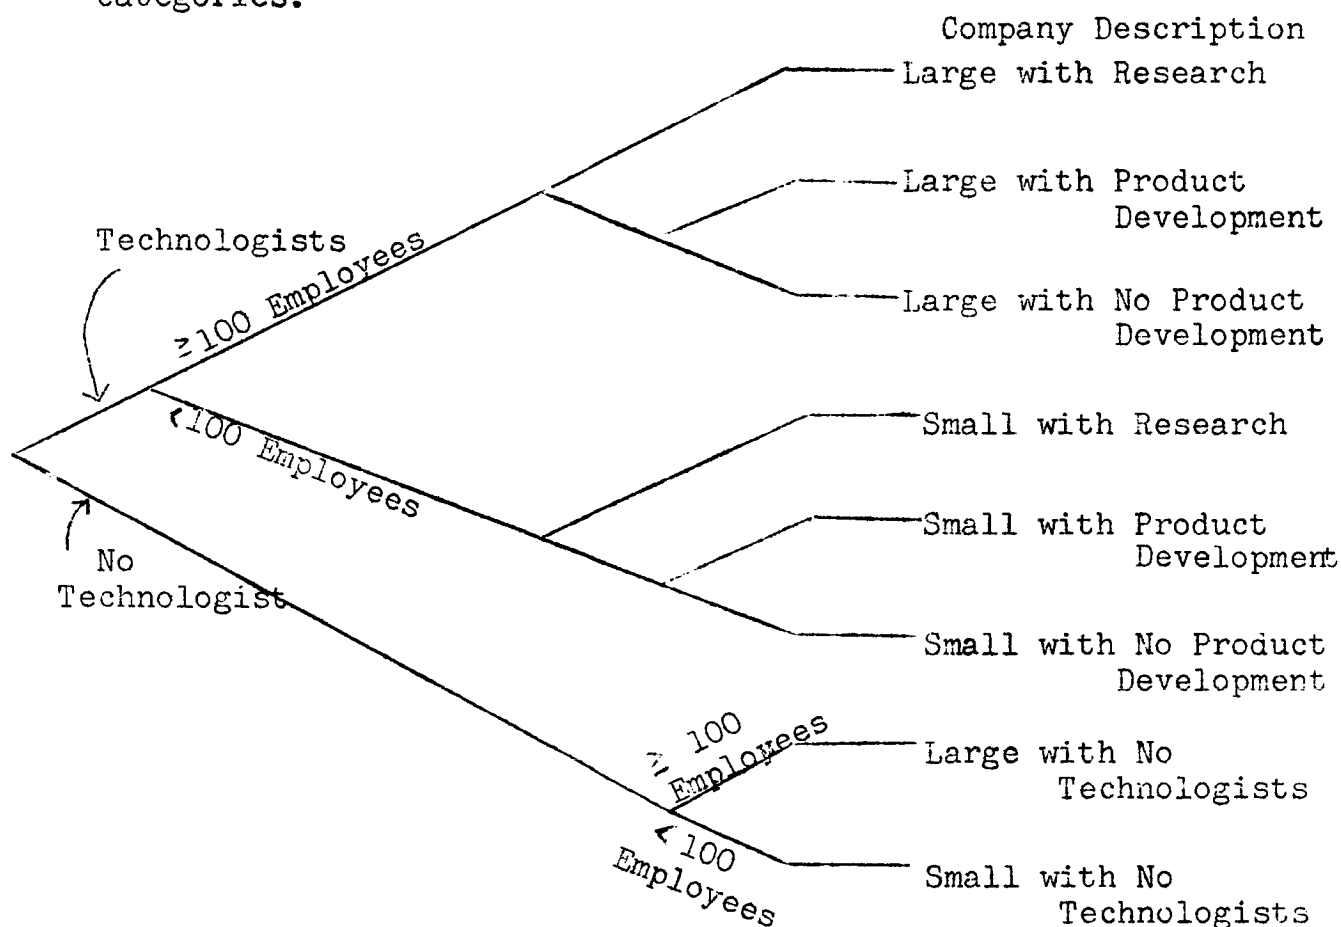 categories.
Company Description
Large with Research
Large with Product
Development
Technologists
≥100 Employees
Large with No Product
Development
<100 Employees
Small with Research
Small with Product
Development
No
Technologist
Small with No Product
Development
≥ 100
Employees
Large with No
Technologists
< 100
Employees
Small with No
Technologists